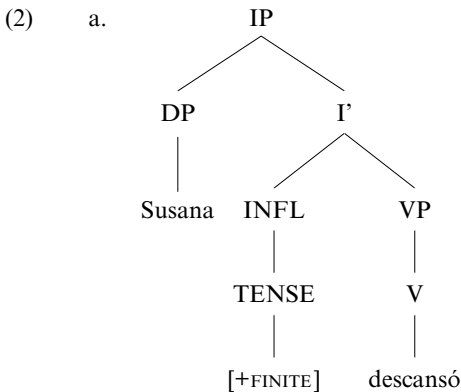 (2) a. IP
DP I’
Susana INFL VP
TENSE V
[+FINITE] descansó